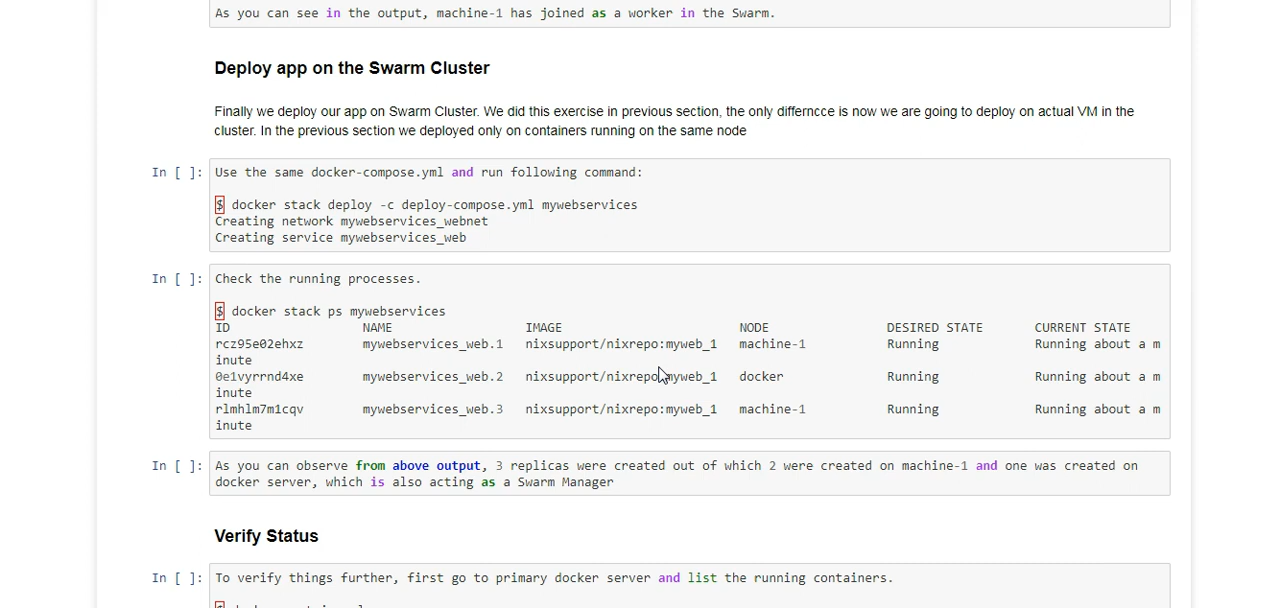 As you can see in the output, machine-1 has joined as a worker in the Swarm.
Deploy app on the Swarm Cluster
Finally we deploy our app on Swarm Cluster. We did this exercise in previous section, the only differncce is now we are going to deploy on actual VM in the
cluster. In the previous section we deployed only on containers running on the same node
In [ ]: Use the same docker-compose.yml and run following command:
$ docker stack deploy -c deploy-compose.yml mywebservices
Creating network mywebservices_webnet
Creating service mywebservices_web
In [ ]: Check the running processes.
$ docker stack ps mywebservices
ID NAME IMAGE NODE DESIRED STATE CURRENT STATE
rcz95e02ehxz mywebservices_web.1 nixsupport/nixrepo:myweb_1 machine-1 Running Running about a m
inute
0e1vyrrnd4xe mywebservices_web.2 nixsupport/nixrepo:myweb_1 docker Running Running about a m
inute
rlmhlm7m1cqv mywebservices_web.3 nixsupport/nixrepo:myweb_1 machine-1 Running Running about a m
inute
In [ ]: As you can observe from above output, 3 replicas were created out of which 2 were created on machine-1 and one was created on
docker server, which is also acting as a Swarm Manager
Verify Status
In [ ]: To verify things further, first go to primary docker server and list the running containers.